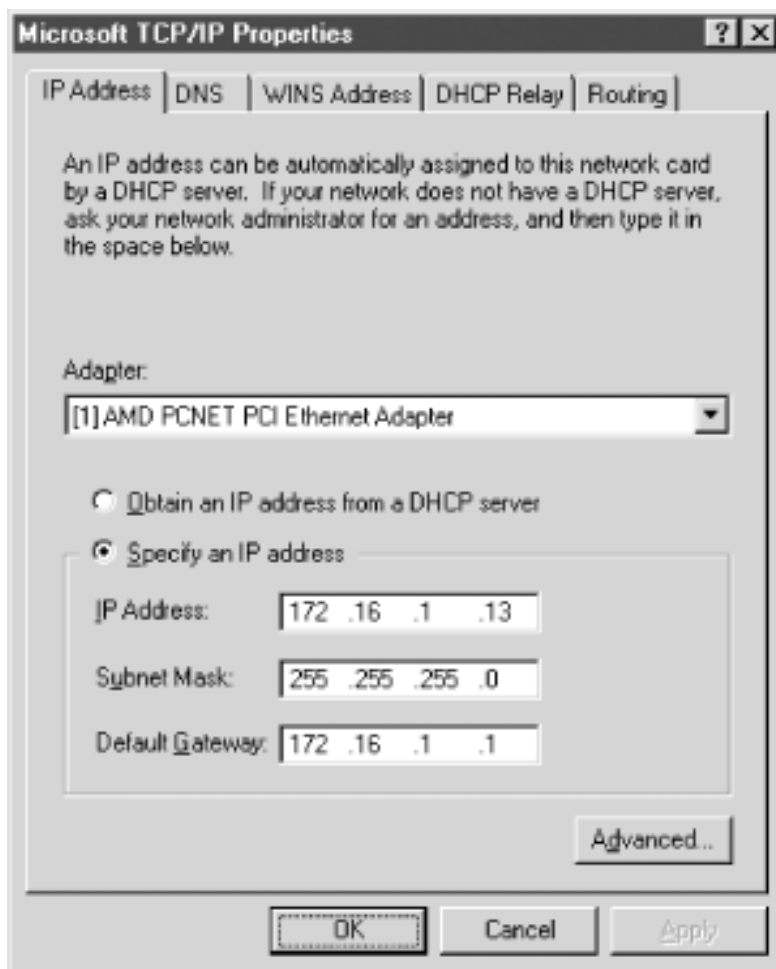 Microsoft TCP/IP Properties
IP Address DNS WINS Address DHCP Relay Routing
An IP address can be automatically assigned to this network card
by a DHCP server. If your network does not have a DHCP server,
ask your network administrator for an address, and then type it in
the space below.
Adapter:
[1] AMD PCNET PCI Ethernet Adapter
Obtain an IP address from a DHCP server
Specify an IP address
IP Address: 172 .16 .1 .13
Subnet Mask: 255 .255 .255 .0
Default Gateway: 172 .16 .1 .1
Advanced...
OK Cancel Apply